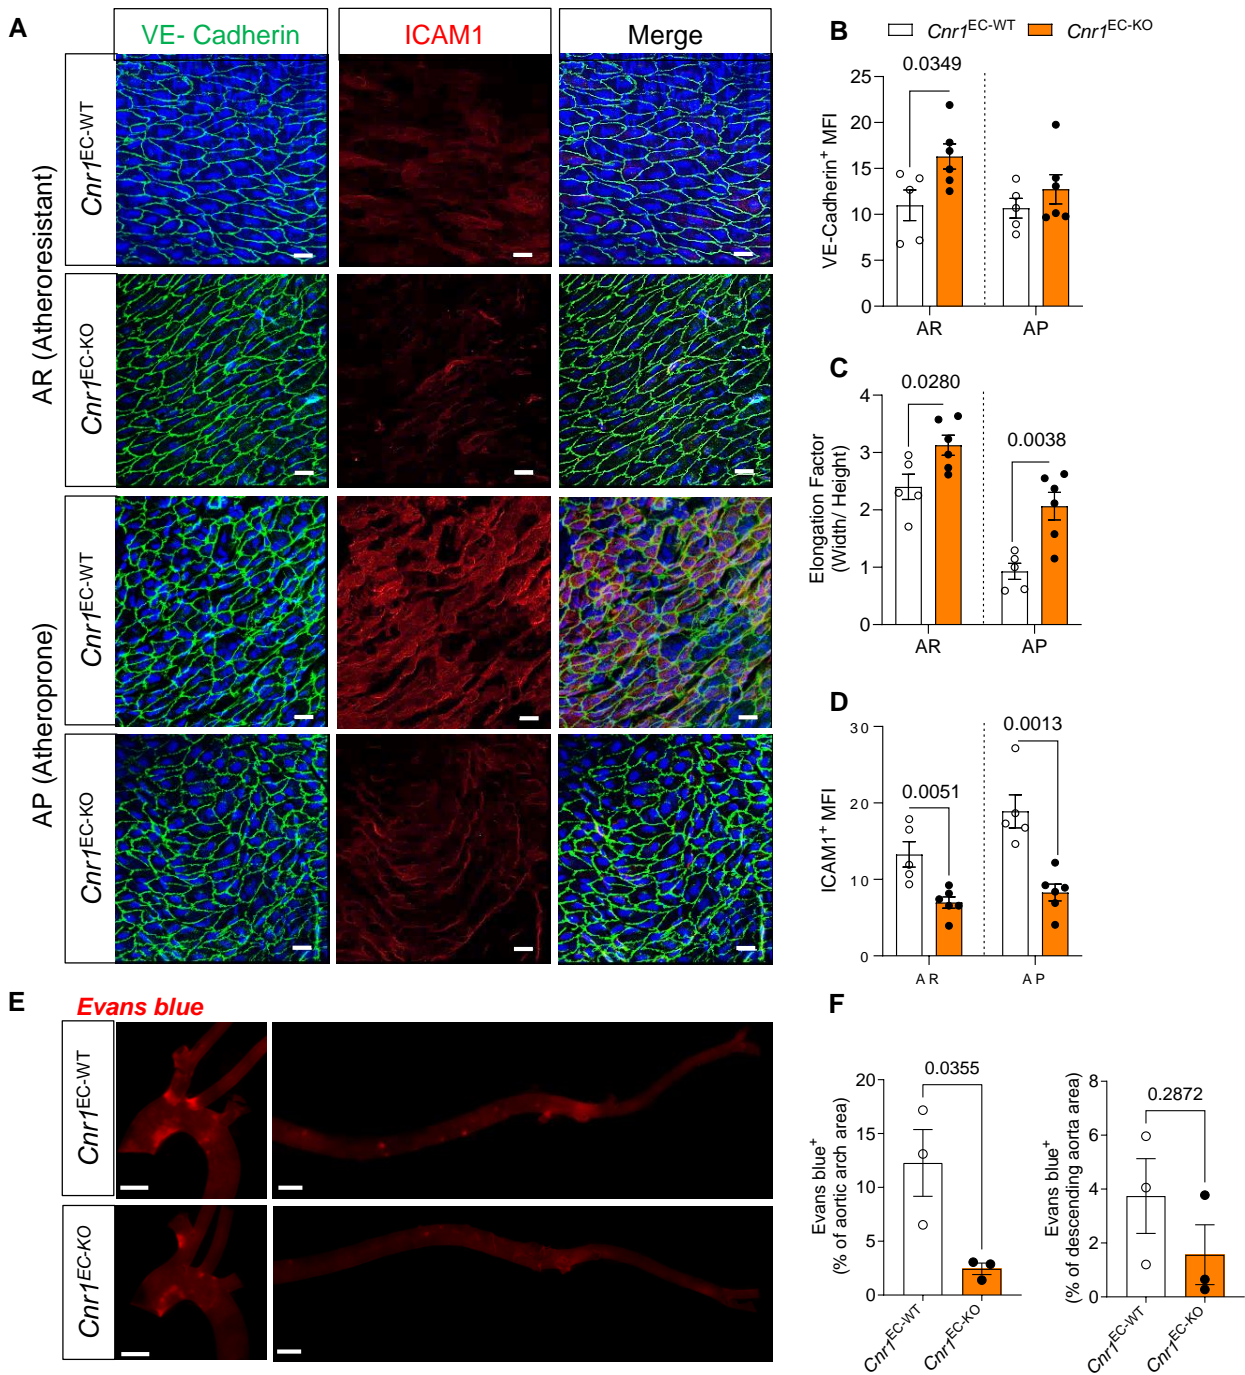 A
VE- Cadherin
ICAM1
Merge
AR (Atheroresistant)
Cnr1EC-WT
Cnr1EC-KO
AP (Atheroprone)
Cnr1EC-WT
Cnr1EC-KO
B
Cnr1EC-WT
Cnr1EC-KO
VE-Cadherin+ MFI
25
20
15
10
5
0
0.0349
AR
AP
C
Elongation Factor
(Width/ Height)
4
3
2
1
0
0.0280
0.0038
AR
AP
D
ICAM1+ MFI
30
20
10
0
0.0051
0.0013
AR
AP
E
Evans blue
Cnr1EC-WT
Cnr1EC-KO
F
Evans blue+
(% of aortic arch area)
20
15
10
5
0
0.0355
Cnr1EC-WT
Cnr1EC-KO
Evans blue+
(% of descending aorta area)
8
6
4
2
0
0.2872
Cnr1EC-WT
Cnr1EC-KO